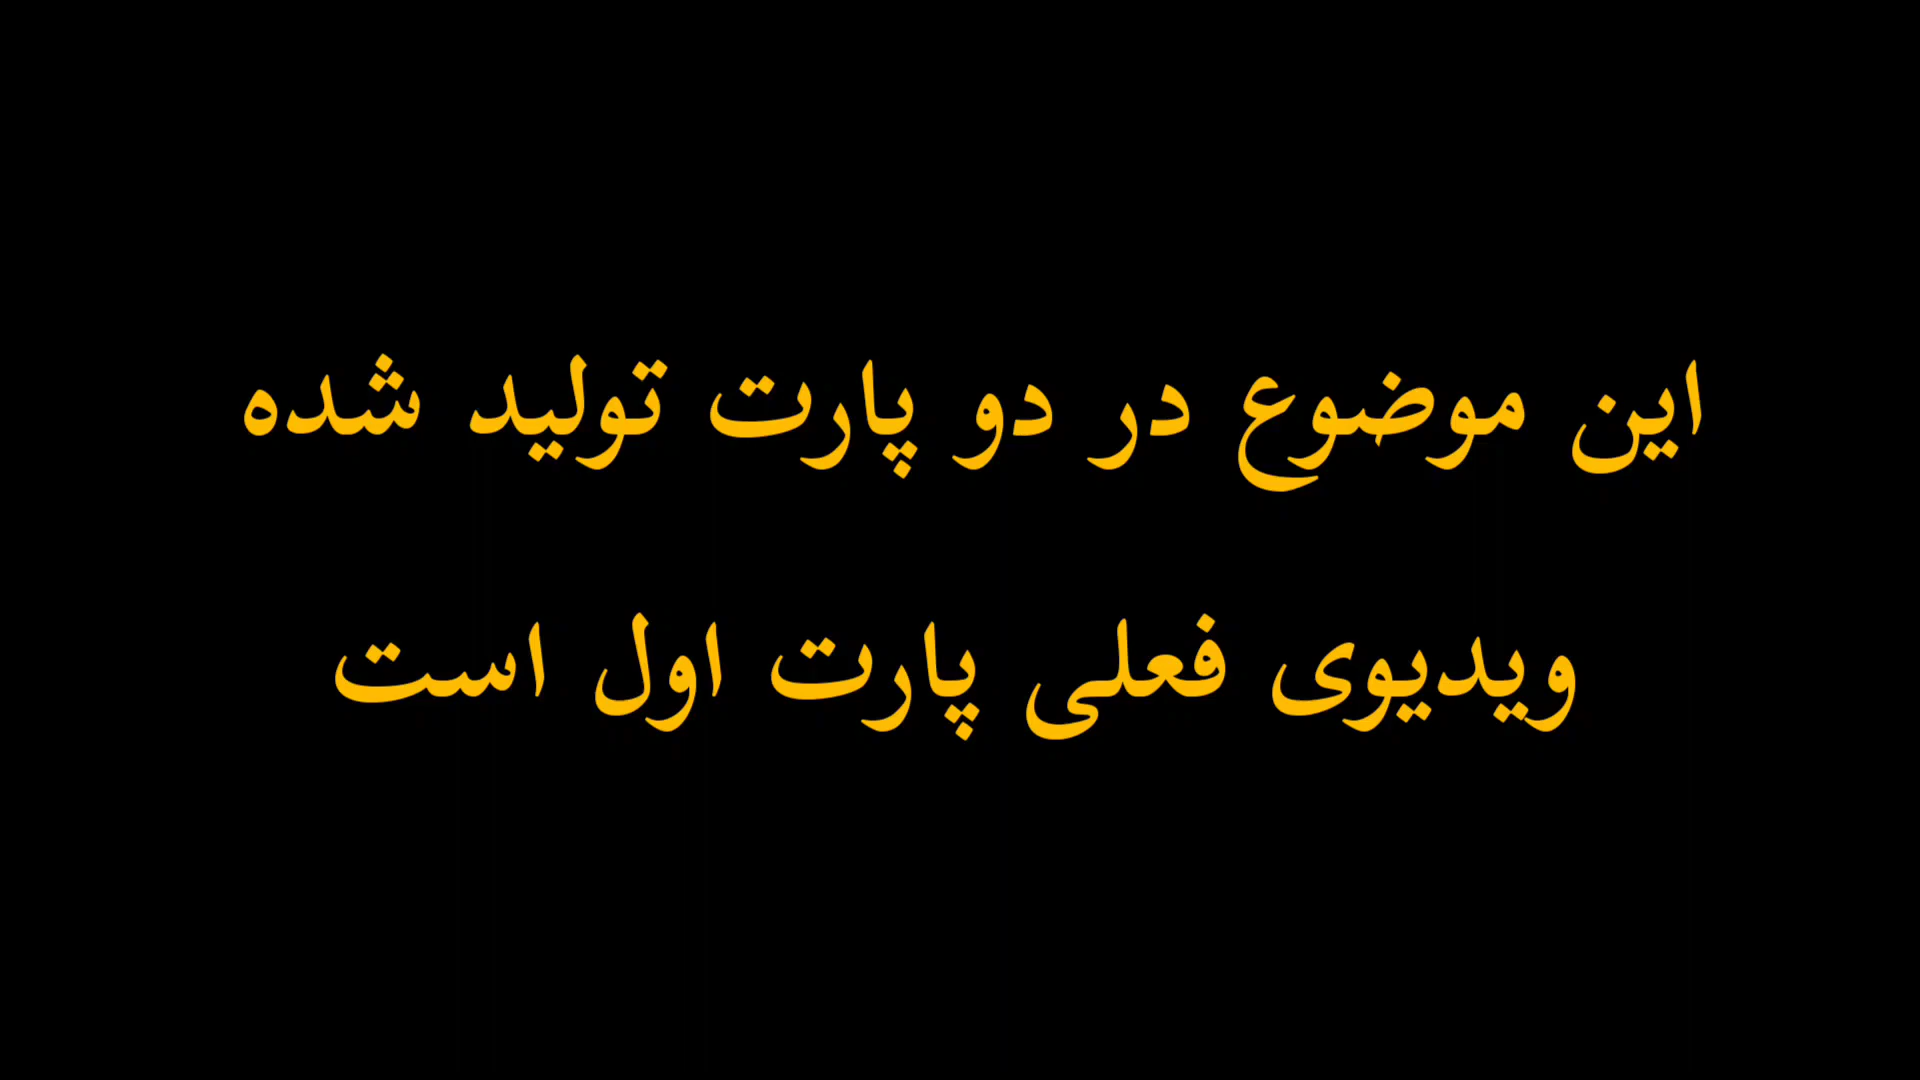 این موضوع در دو پارت تولید شده
ویدیوی فعلی پارت اول است